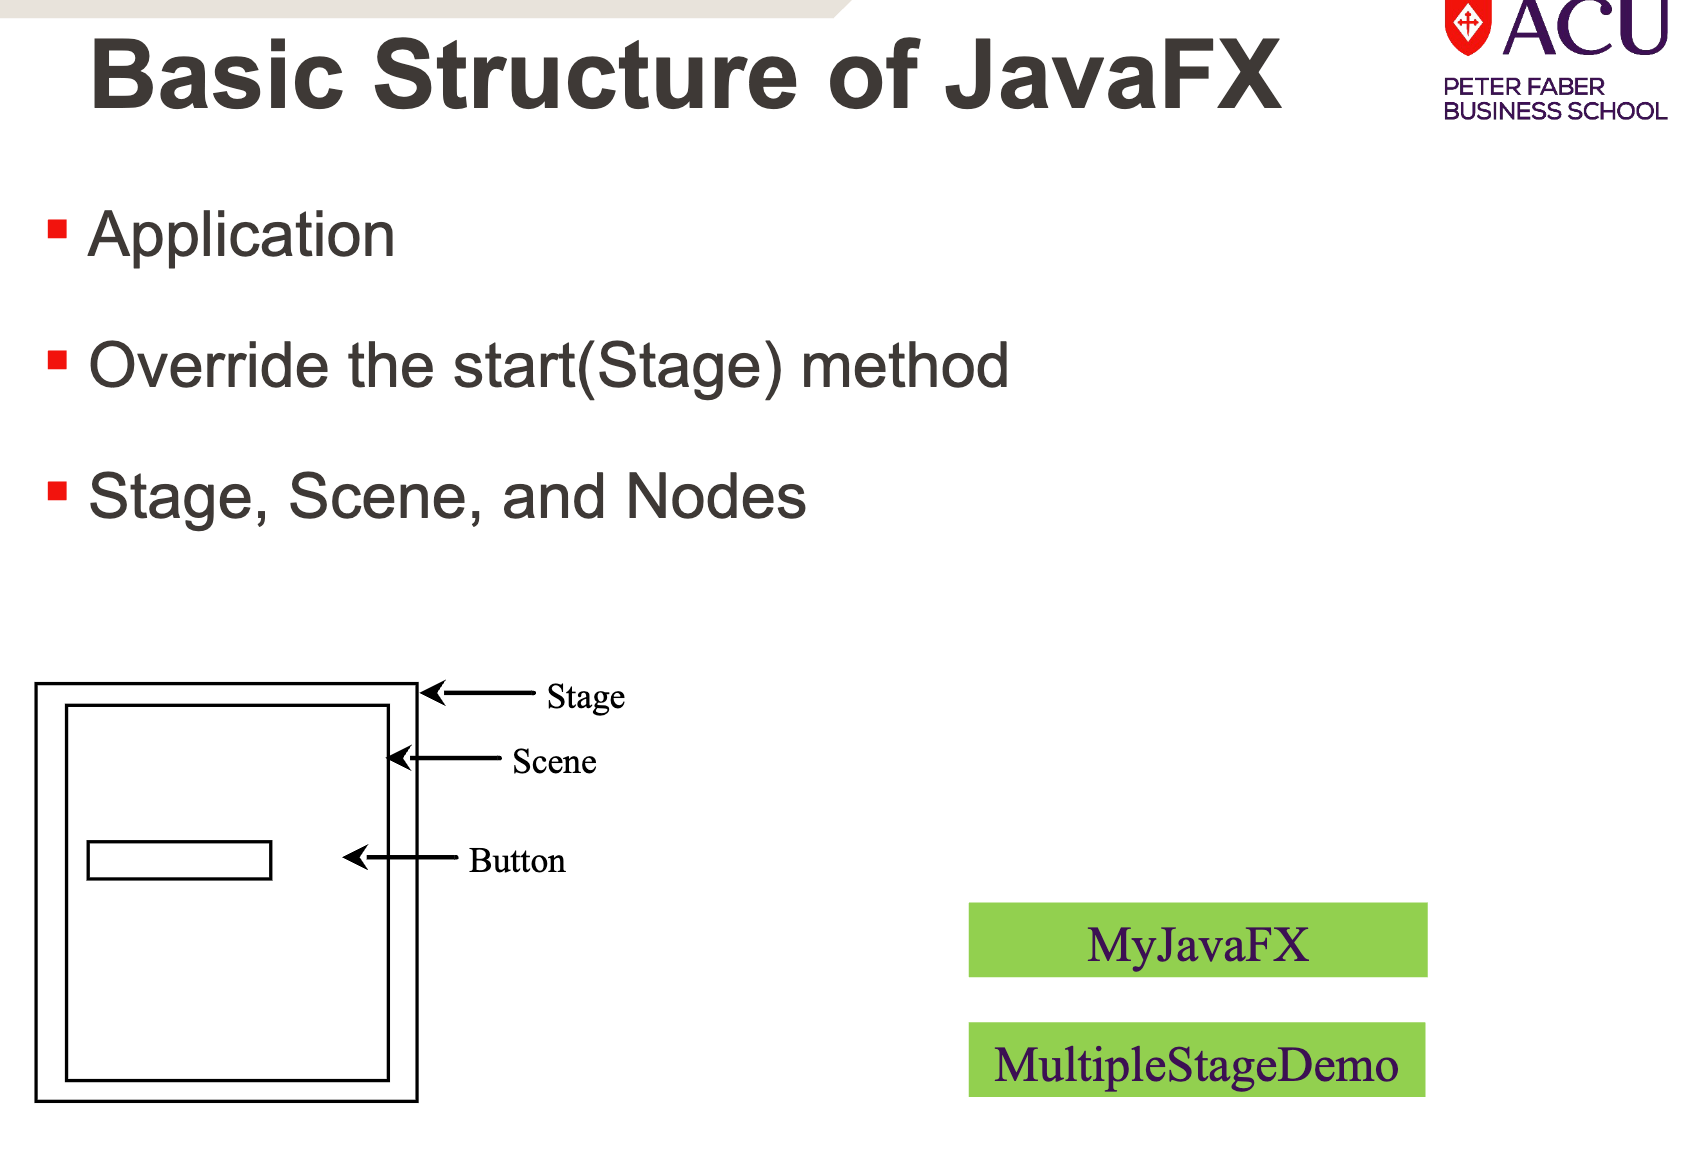 Basic Structure of JavaFX
ACU
PETER FABER
BUSINESS SCHOOL
Application
Override the start(Stage) method
Stage, Scene, and Nodes
Stage
Scene
Button
MyJavaFX
MultipleStageDemo